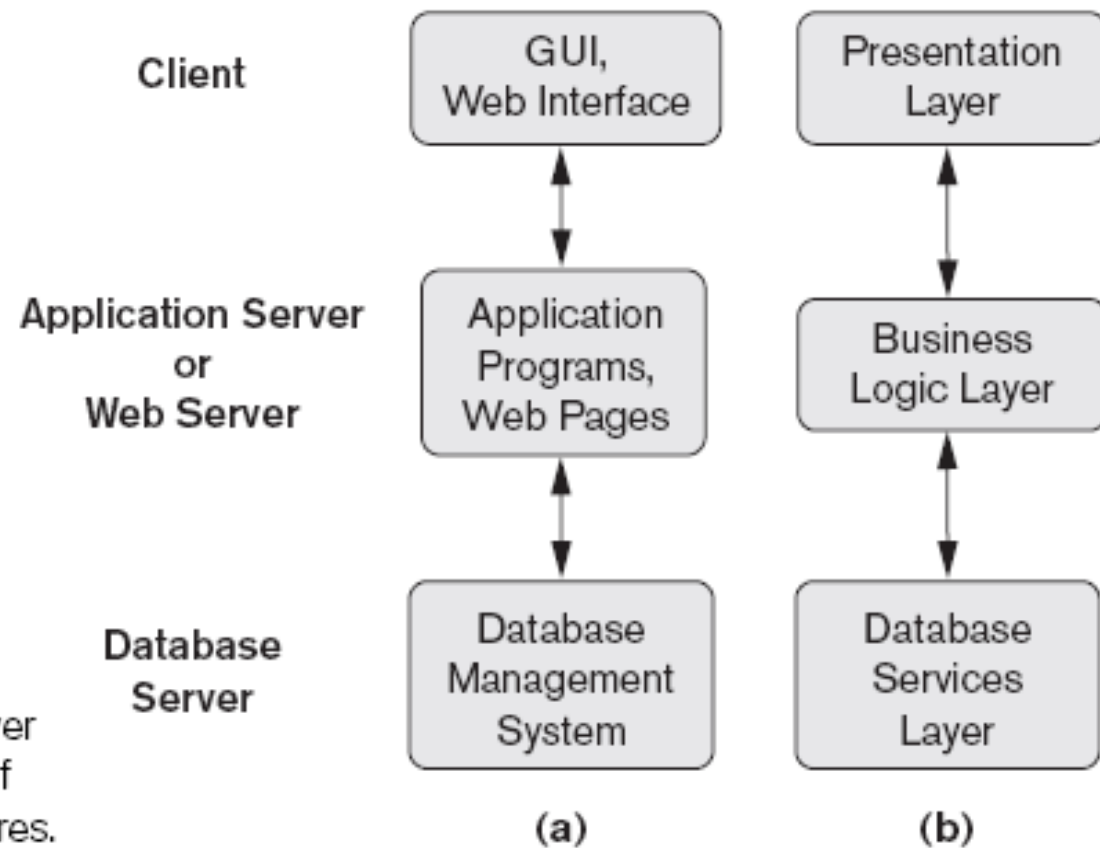 Client
GUI,
Web Interface
Presentation
Layer
Application Server
or
Web Server
Application
Programs,
Web Pages
Business
Logic Layer
Database
Server
Database
Management
System
Database
Services
Layer
res.
(a)
(b)